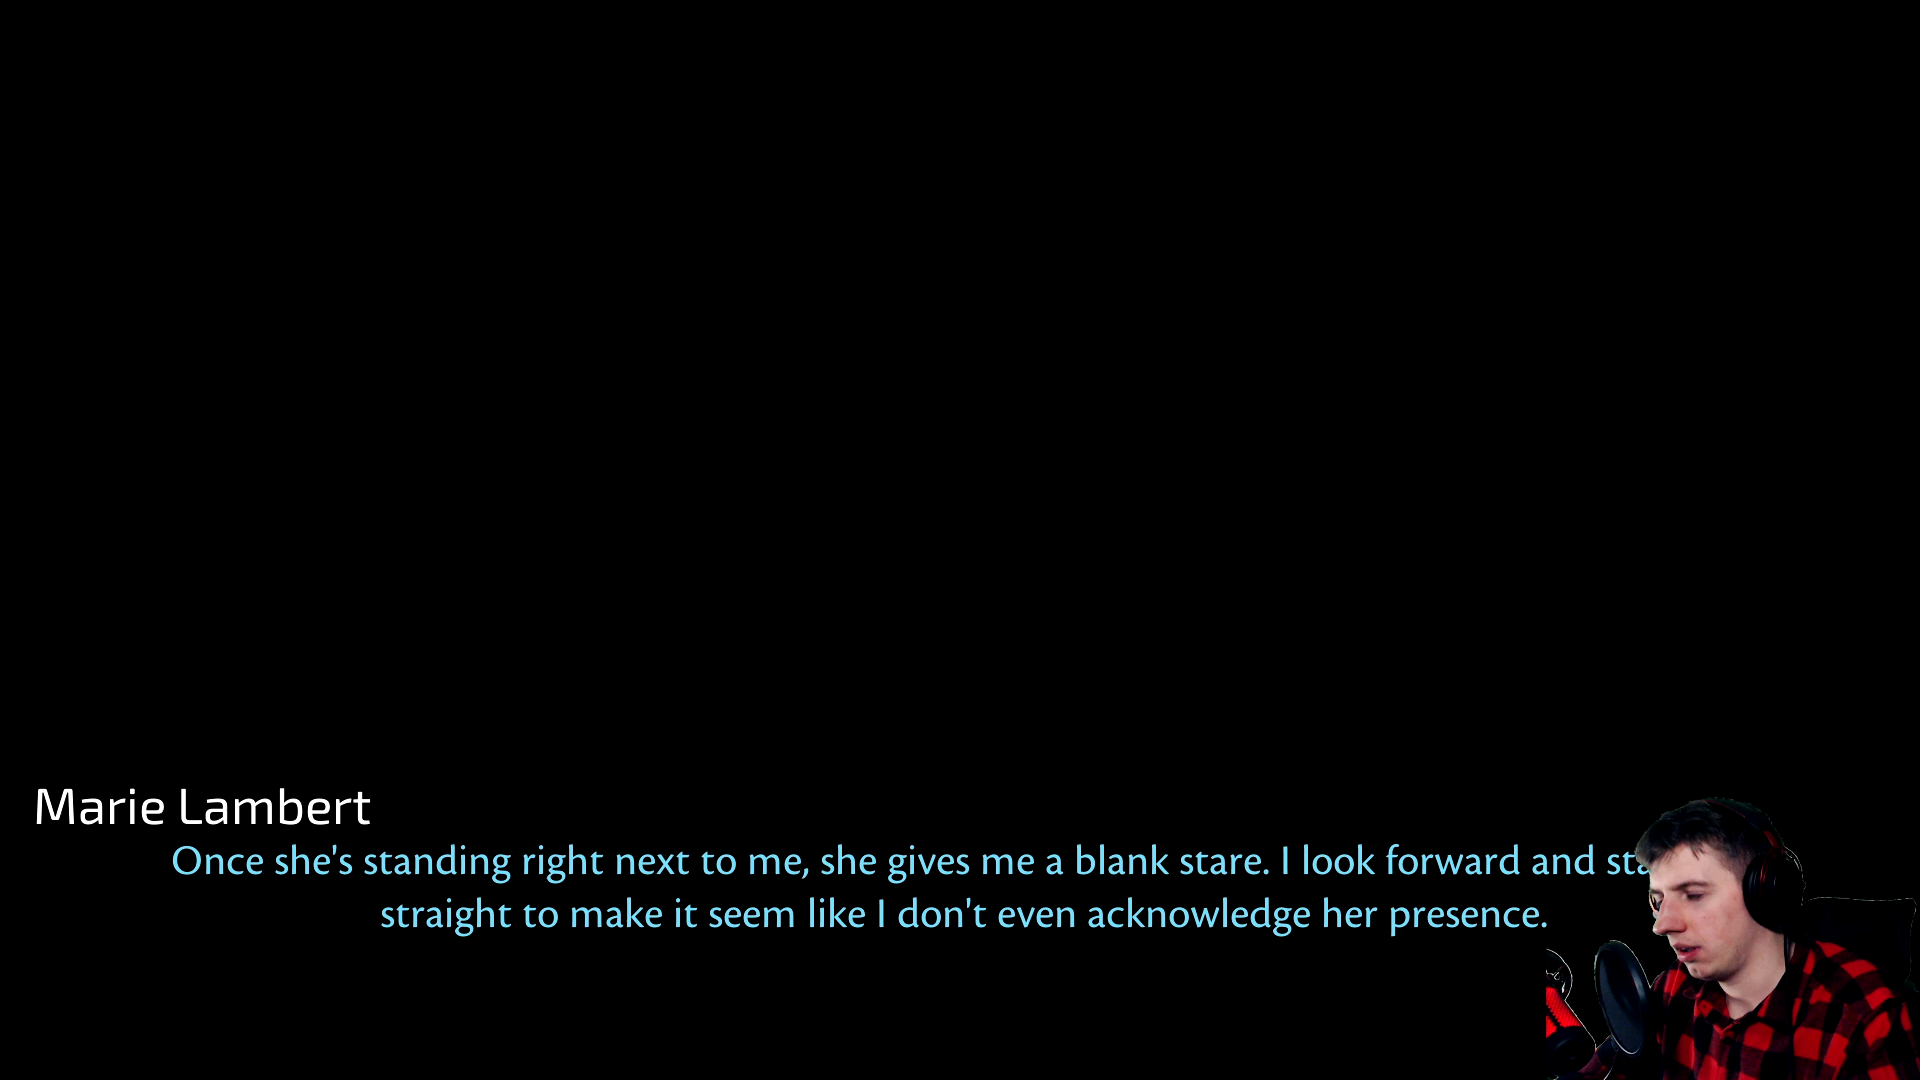 Marie Lambert
Once she's standing right next to me, she gives me a blank stare. I look forward and
straight to make it seem like I don't even acknowledge her presence.